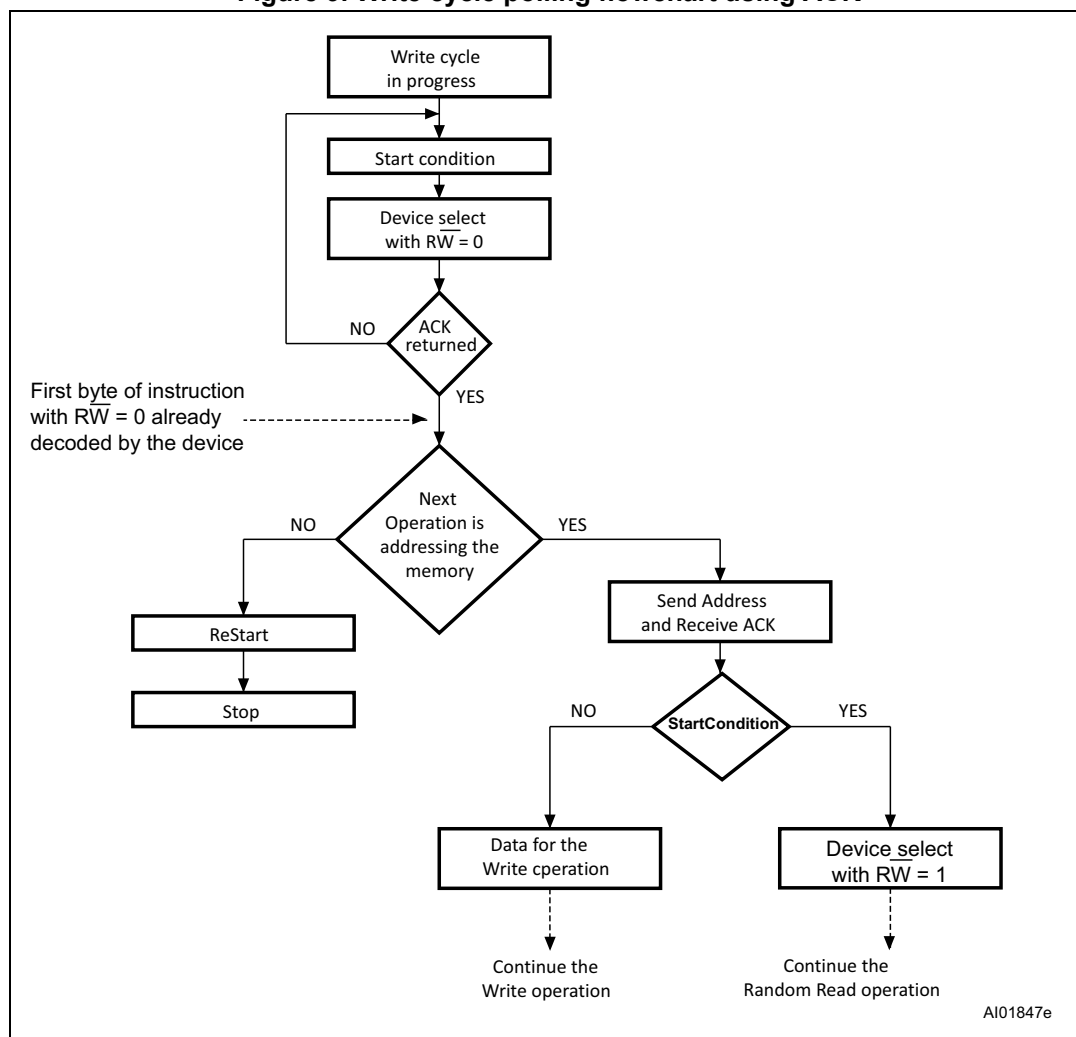 Write cycle
in progress
Start condition
Device select
with RW̅ = 0
NO
ACK
returned
YES
First byte of instruction
with RW̅ = 0 already
decoded by the device
NO
Next
Operation is
addressing the
memory
YES
ReStart
Stop
Send Address
and Receive ACK
NO
StartCondition
YES
Data for the
Write cperation
Device select
with RW̅ = 1
Continue the
Write operation
Continue the
Random Read operation
AI01847e